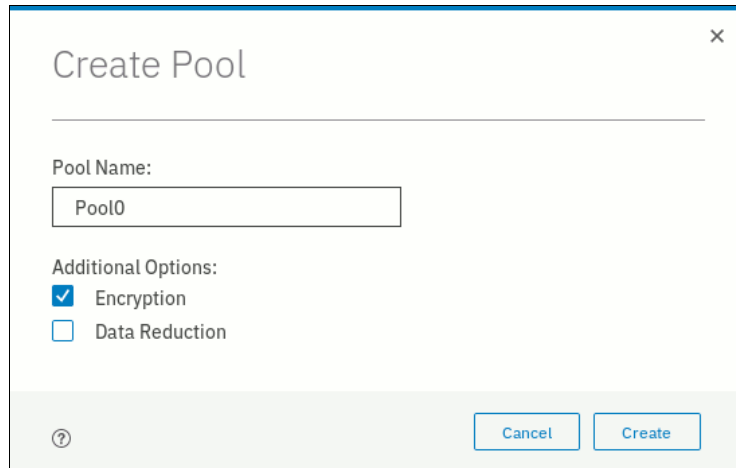 Create Pool
Pool Name:
Pool0
Additional Options:
Encryption
Data Reduction
Cancel
Create